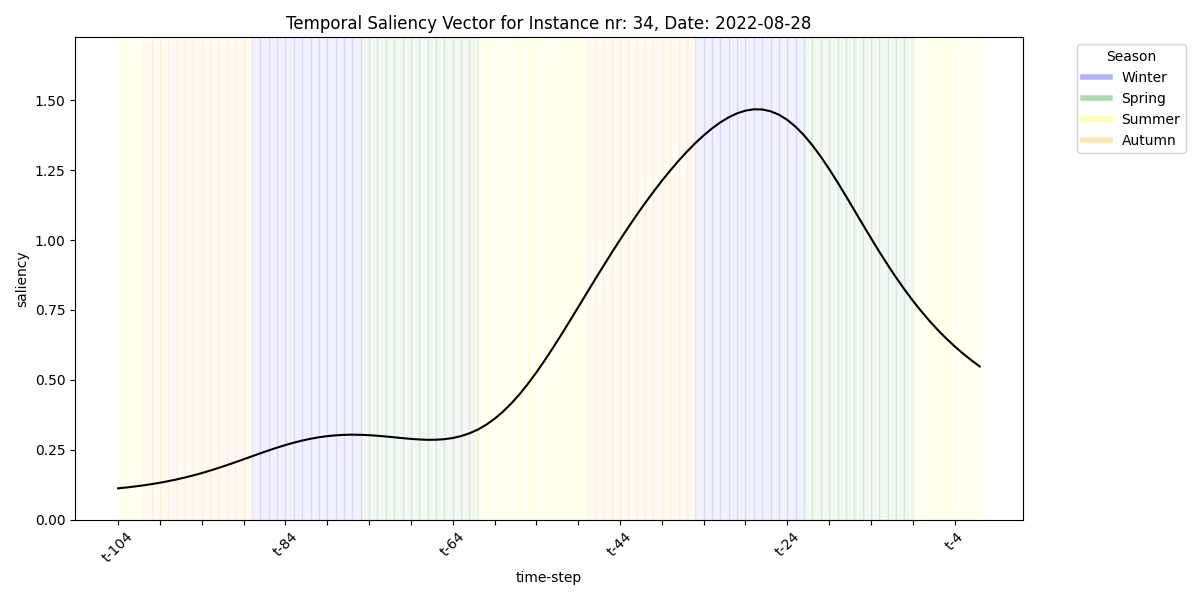 Temporal Saliency Vector for Instance nr: 34, Date: 2022-08-28
Season
Winter
Spring
Summer
Autumn
saliency
1.50
1.25
1.00
0.75
0.50
0.25
0.00
t-104
t-84
t-64
t-44
t-24
t-4
time-step